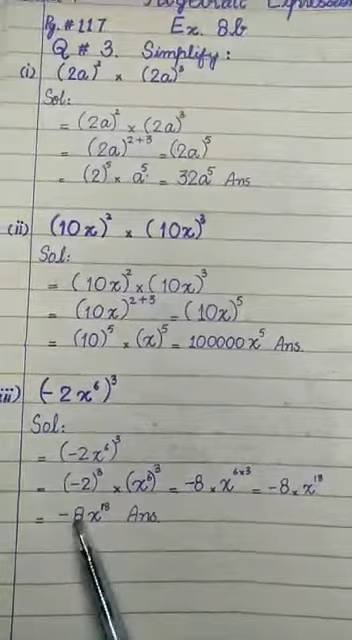 Algebraic Expression
Pg. #117 Ex. 8b
Q # 3. Simplify:
(i) (2a)² × (2a)³
Sol:
= (2a)² × (2a)³
= (2a)²⁺³ = (2a)⁵
= (2)⁵ × a⁵ = 32a⁵ Ans
(ii) (10x)² × (10x)³
Sol:
= (10x)² × (10x)³
= (10x)²⁺³ = (10x)⁵
= (10)⁵ × (x)⁵ = 100000x⁵ Ans.
iii) (-2x⁶)³
Sol:
= (-2x⁶)³
= (-2)³ × (x⁶)³ = -8 × x⁶ˣ³ = -8 × x¹⁸
= -8x¹⁸ Ans.